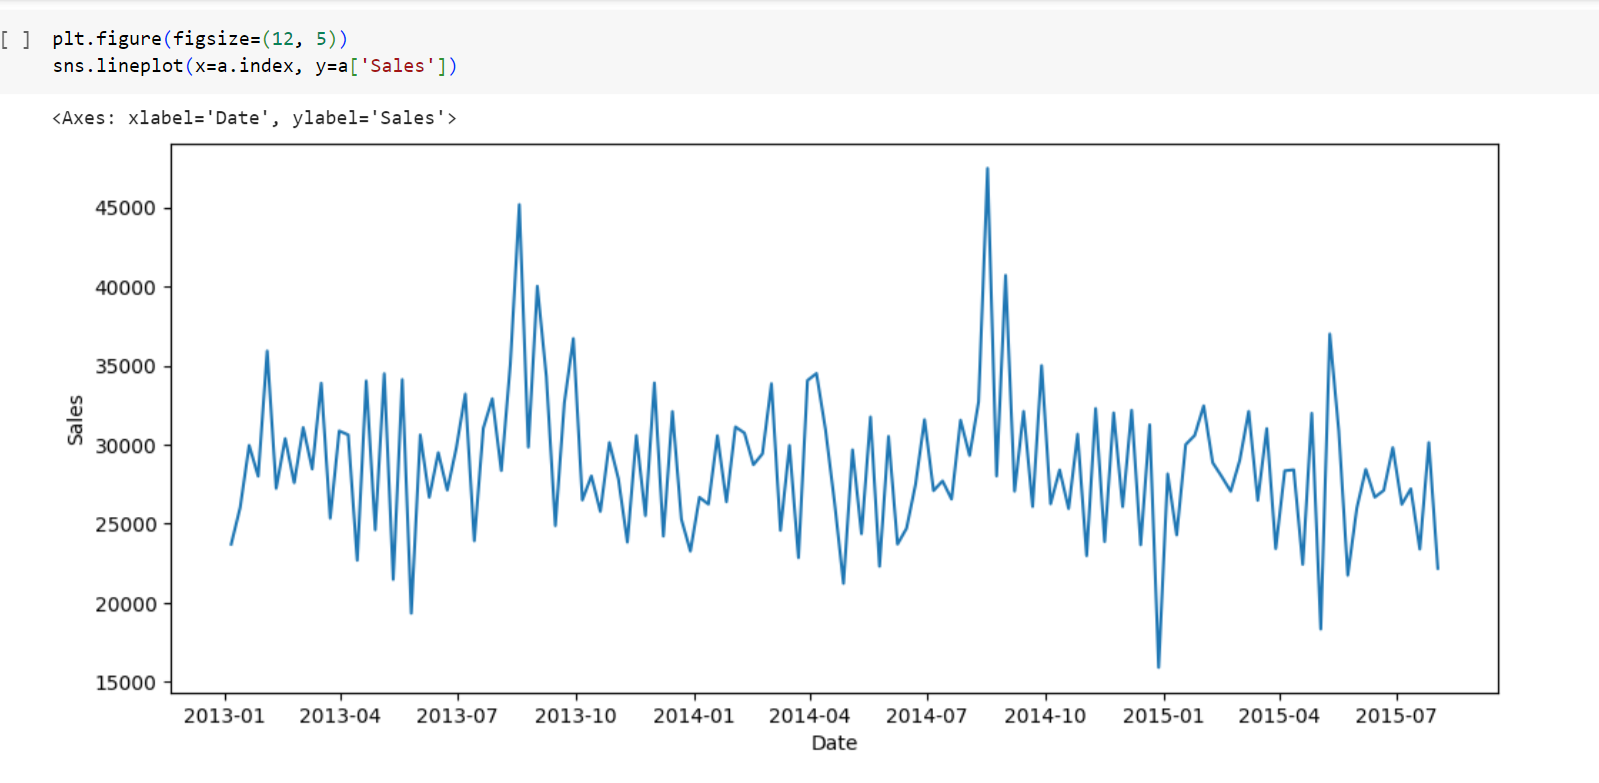 [ ] plt.figure(figsize=(12, 5))
sns.lineplot(x=a.index, y=a['Sales'])
<Axes: xlabel='Date', ylabel='Sales'>
45000
40000
35000
30000
25000
20000
15000
Sales
2013-01 2013-04 2013-07 2013-10 2014-01 2014-04 2014-07 2014-10 2015-01 2015-04 2015-07
Date